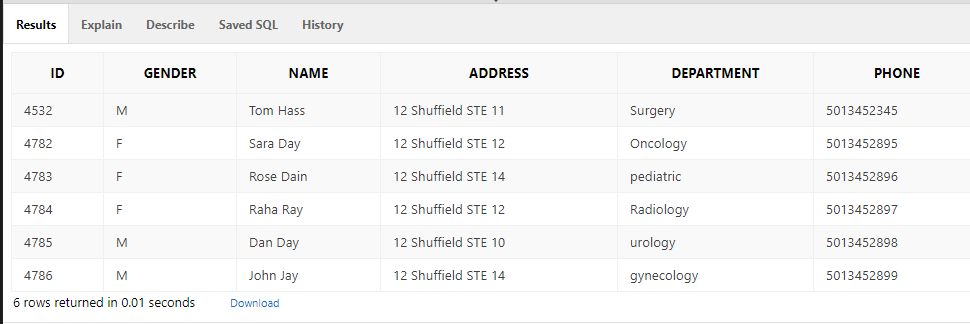 Results Explain Describe Saved SQL History
ID GENDER NAME ADDRESS DEPARTMENT PHONE
4532 M Tom Hass 12 Shuffield STE 11 Surgery 5013452345
4782 F Sara Day 12 Shuffield STE 12 Oncology 5013452895
4783 F Rose Dain 12 Shuffield STE 14 pediatric 5013452896
4784 F Raha Ray 12 Shuffield STE 12 Radiology 5013452897
4785 M Dan Day 12 Shuffield STE 10 urology 5013452898
4786 M John Jay 12 Shuffield STE 14 gynecology 5013452899
6 rows returned in 0.01 seconds Download